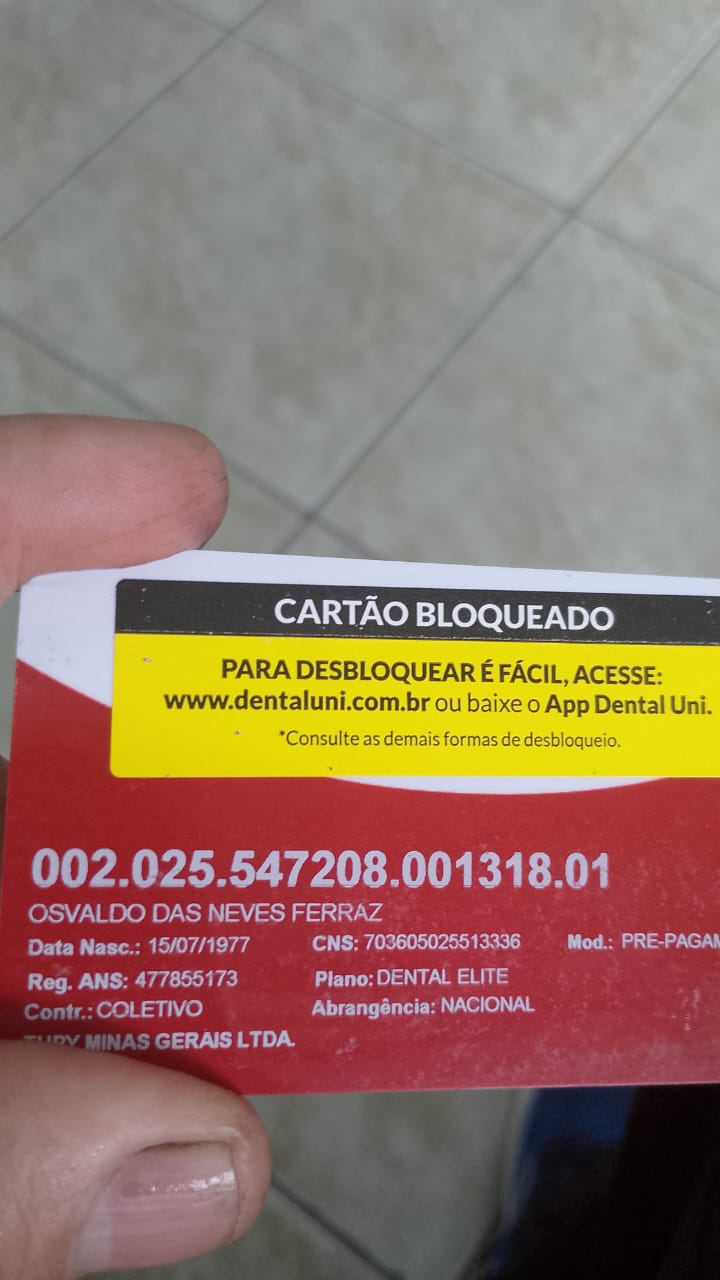 CARTÃO BLOQUEADO
PARA DESBLOQUEAR É FÁCIL, ACESSE:
www.dentaluni.com.br ou baixe o App Dental Uni.
*Consulte as demais formas de desbloqueio.
002.025.547208.001318.01
OSVALDO DAS NEVES FERRAZ
Data Nasc.: 15/07/1977 CNS: 703605025513336 Mod.: PRE-PAGAM
Reg. ANS: 477855173 Plano: DENTAL ELITE
Contr.: COLETIVO Abrangência: NACIONAL
MINAS GERAIS LTDA.